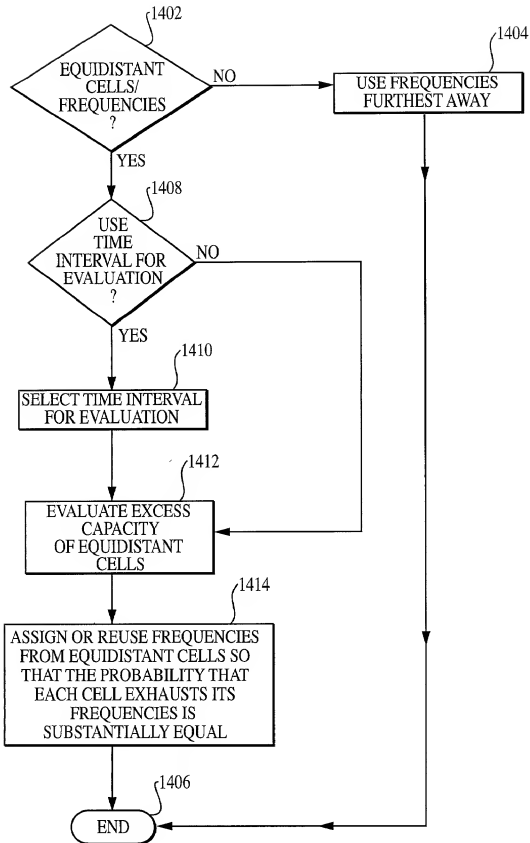 1402
EQUIDISTANT
CELLS/
FREQUENCIES
?
NO
1404
USE FREQUENCIES
FURTHEST AWAY
YES
1408
USE
TIME
INTERVAL FOR
EVALUATION
?
NO
YES
1410
SELECT TIME INTERVAL
FOR EVALUATION
1412
EVALUATE EXCESS
CAPACITY
OF EQUIDISTANT
CELLS
1414
ASSIGN OR REUSE FREQUENCIES
FROM EQUIDISTANT CELLS SO
THAT THE PROBABILITY THAT
EACH CELL EXHAUSTS ITS
FREQUENCIES IS
SUBSTANTIALLY EQUAL
1406
END